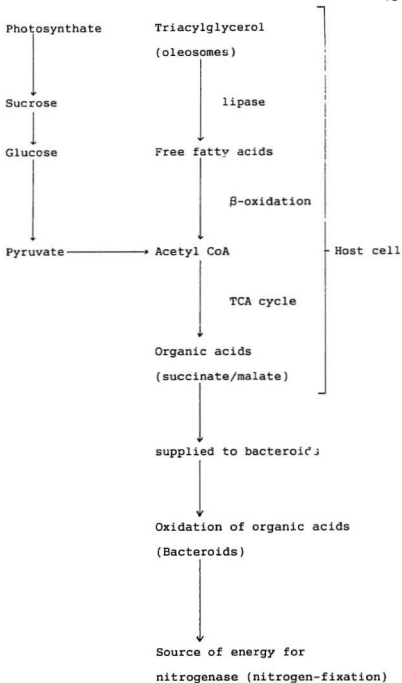 Photosynthate
Triacylglycerol
(oleosomes)
lipase
Sucrose
Glucose
Free fatty acids
β-oxidation
Pyruvate
Acetyl CoA
Host cell
TCA cycle
Organic acids
(succinate/malate)
supplied to bacteroids
Oxidation of organic acids
(Bacteroids)
Source of energy for
nitrogenase (nitrogen-fixation)